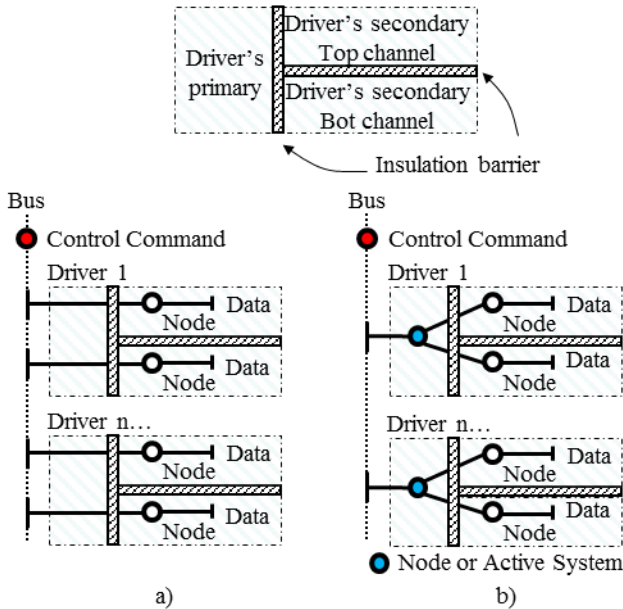 Driver's primary
Driver's secondary Top channel
Driver's secondary Bot channel
Insulation barrier
Bus
Control Command
Driver 1
Data
Node
Data
Node
Driver n...
Data
Node
Data
Node
a)
Bus
Control Command
Driver 1
Data
Node
Data
Node
Driver n...
Data
Node
Data
Node
Node or Active System
b)